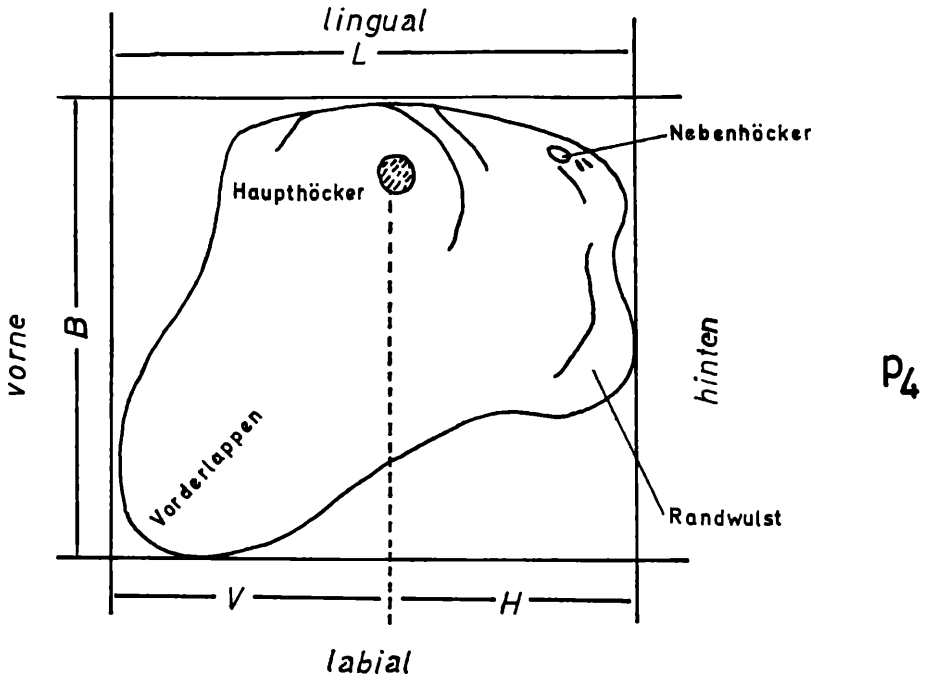 lingual
L
Nebenhöcker
Haupthöcker
vorne
B
hinten
P4
Vorderlappen
Randwulst
V
H
labial